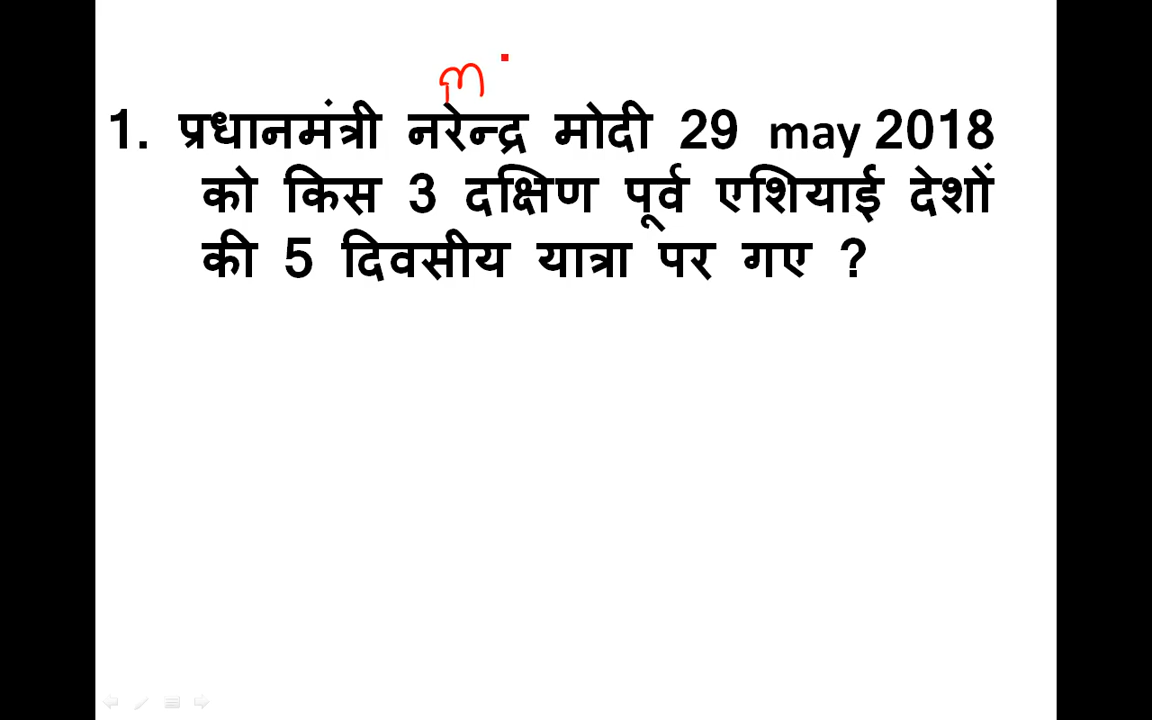 m
1. प्रधानमंत्री नरेन्द्र मोदी 29 may 2018
को किस 3 दक्षिण पूर्व एशियाई देशों
की 5 दिवसीय यात्रा पर गए ?